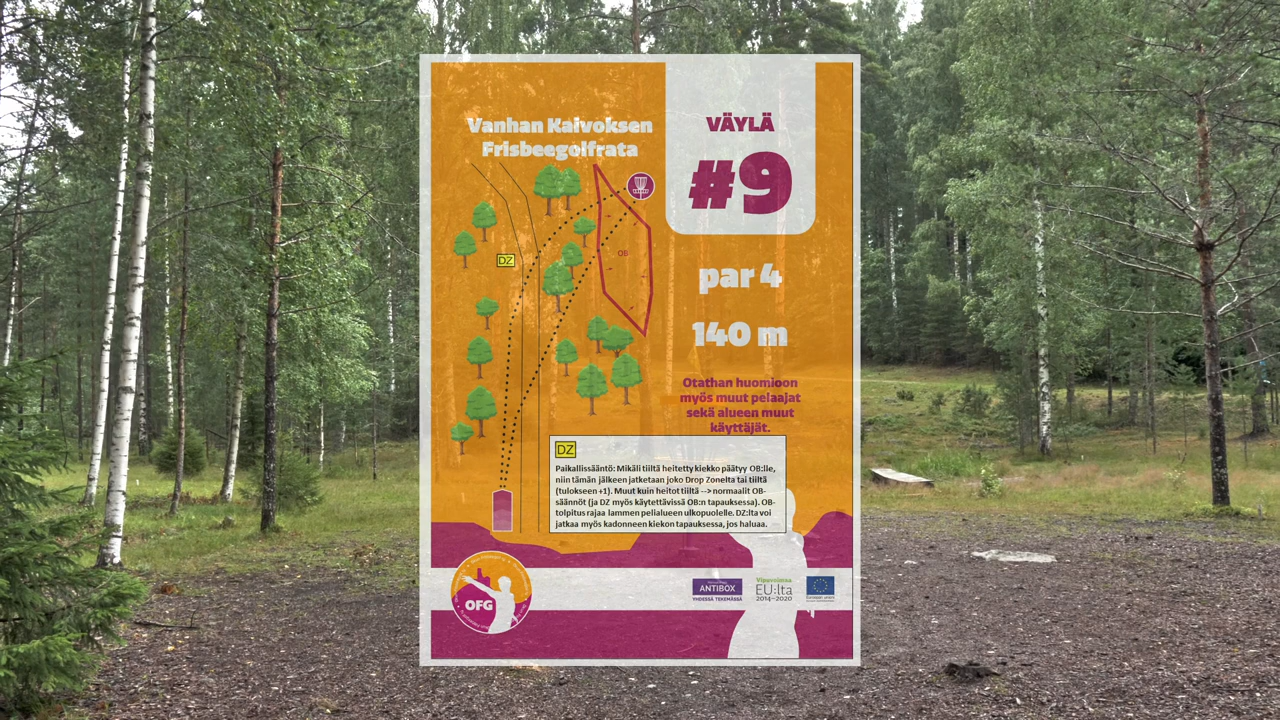 Vanhan Kaivoksen
Frisbeegolfrata
VÄYLÄ
#9
DZ
OB
par 4
140 m
Otathan huomioon
myös muut pelaajat
sekä alueen muut
käyttäjät.
DZ
Paikallissääntö: Mikäli tiiltä heitetty kiekko päätyy OB:lle,
niin tämän jälkeen jatketaan joko Drop Zonelta tai tiiltä
(tulokseen +1). Muut kuin heitot tiiltä --> normaalit OB-
säännöt (ja DZ myös käytettävissä OB:n tapauksessa). OB-
tolpitus rajaa lammen pelialueen ulkopuolelle. DZ:lta voi
jatkaa myös kadonneen kiekon tapauksessa, jos haluaa.
OFG
ANTIBOX
YHDESSÄ TEKEMÄSSÄ
Vipuvoimaa
EU:lta
2014–2020